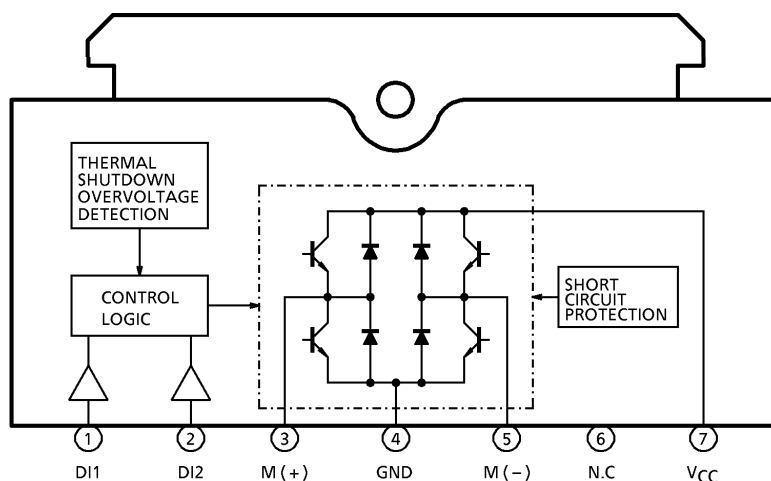 THERMAL
SHUTDOWN
OVERVOLTAGE
DETECTION
CONTROL
LOGIC
SHORT
CIRCUIT
PROTECTION
1 2 3 4 5 6 7
DI1 DI2 M (+) GND M (−) N.C VCC